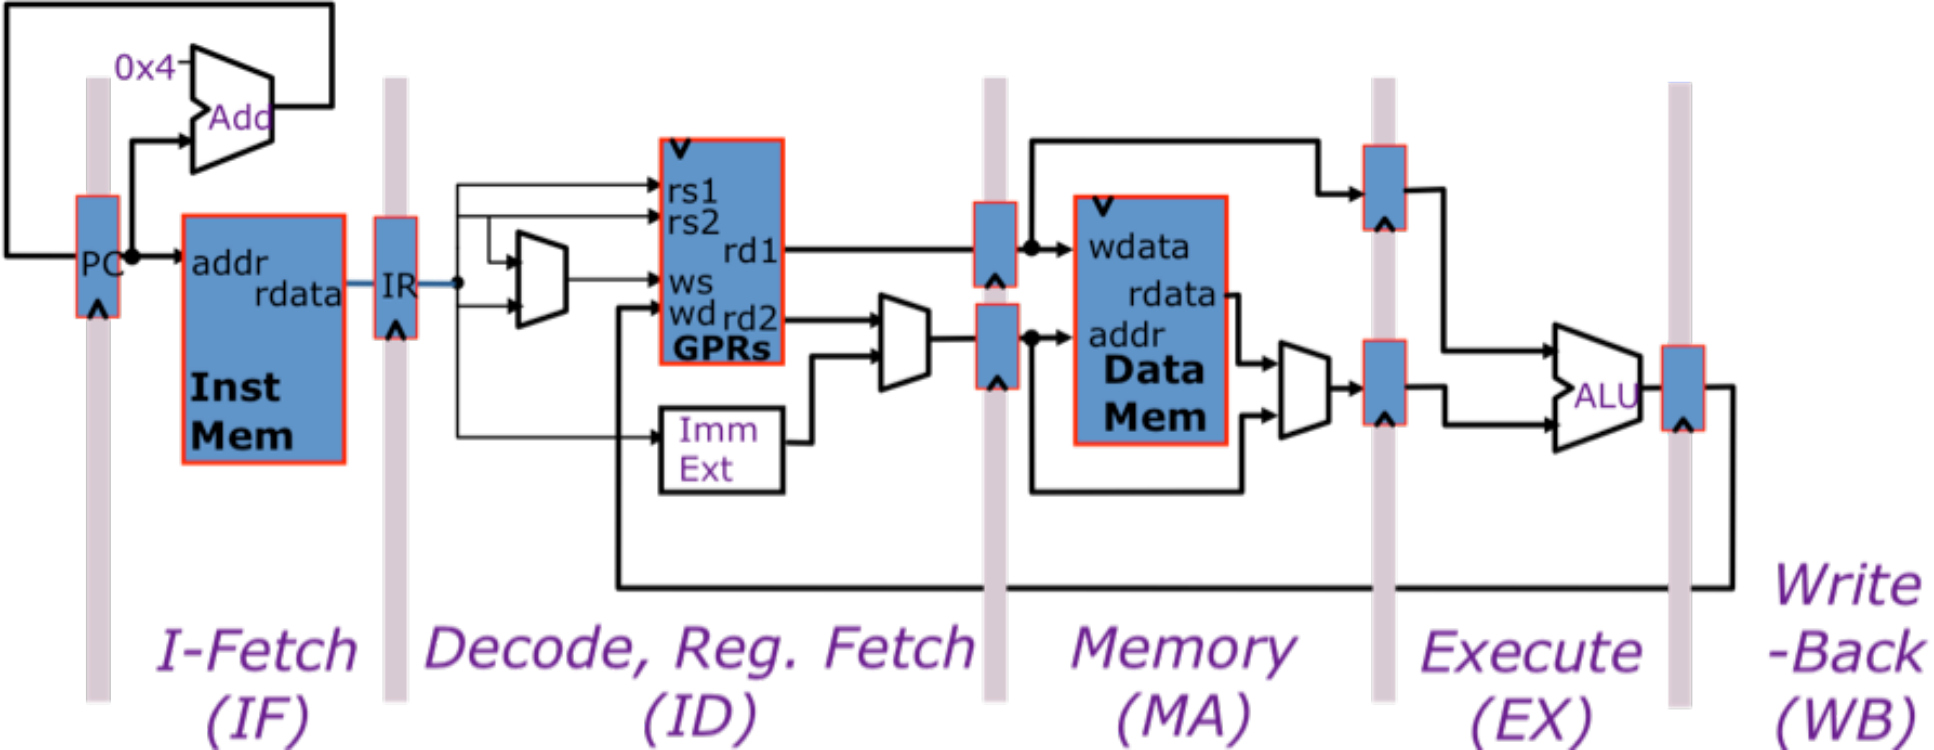 0x4
Add
PC
addr
rdata
Inst
Mem
IR
rs1
rs2
rd1
ws
wd rd2
GPRs
Imm
Ext
wdata
rdata
addr
Data
Mem
ALU
I-Fetch
(IF)
Decode, Reg. Fetch
(ID)
Memory
(MA)
Execute
(EX)
Write
-Back
(WB)